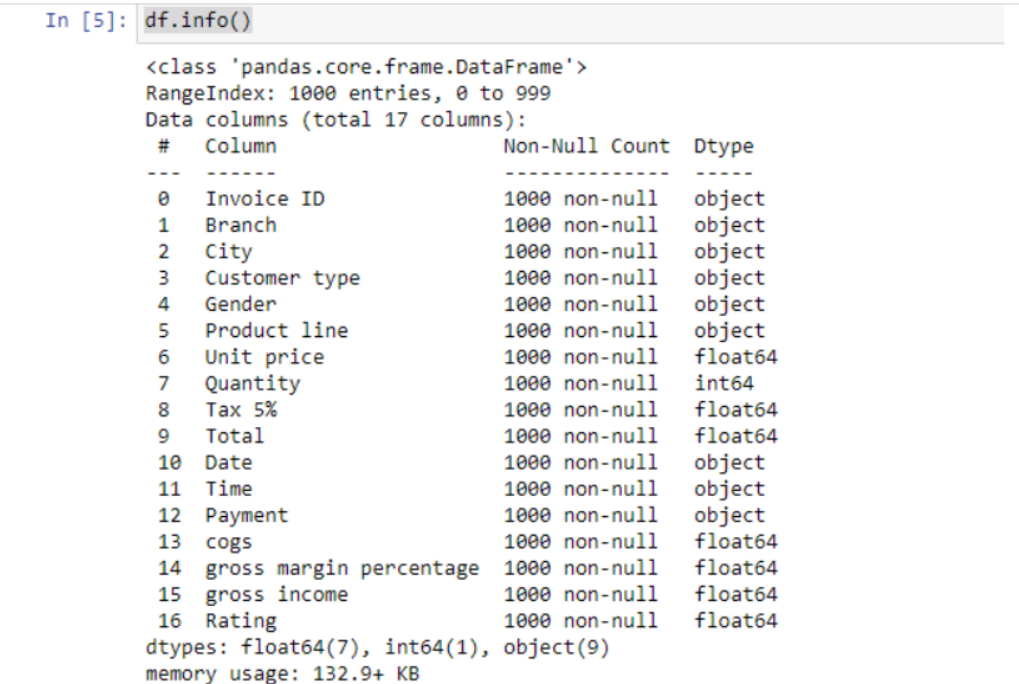 In [5]: df.info()
<class 'pandas.core.frame.DataFrame'>
RangeIndex: 1000 entries, 0 to 999
Data columns (total 17 columns):
 #   Column                   Non-Null Count  Dtype
---  ------                   --------------  -----
 0   Invoice ID               1000 non-null   object
 1   Branch                   1000 non-null   object
 2   City                     1000 non-null   object
 3   Customer type            1000 non-null   object
 4   Gender                   1000 non-null   object
 5   Product line             1000 non-null   object
 6   Unit price               1000 non-null   float64
 7   Quantity                 1000 non-null   int64
 8   Tax 5%                   1000 non-null   float64
 9   Total                    1000 non-null   float64
 10  Date                     1000 non-null   object
 11  Time                     1000 non-null   object
 12  Payment                  1000 non-null   object
 13  cogs                     1000 non-null   float64
 14  gross margin percentage  1000 non-null   float64
 15  gross income             1000 non-null   float64
 16  Rating                   1000 non-null   float64
dtypes: float64(7), int64(1), object(9)
memory usage: 132.9+ KB